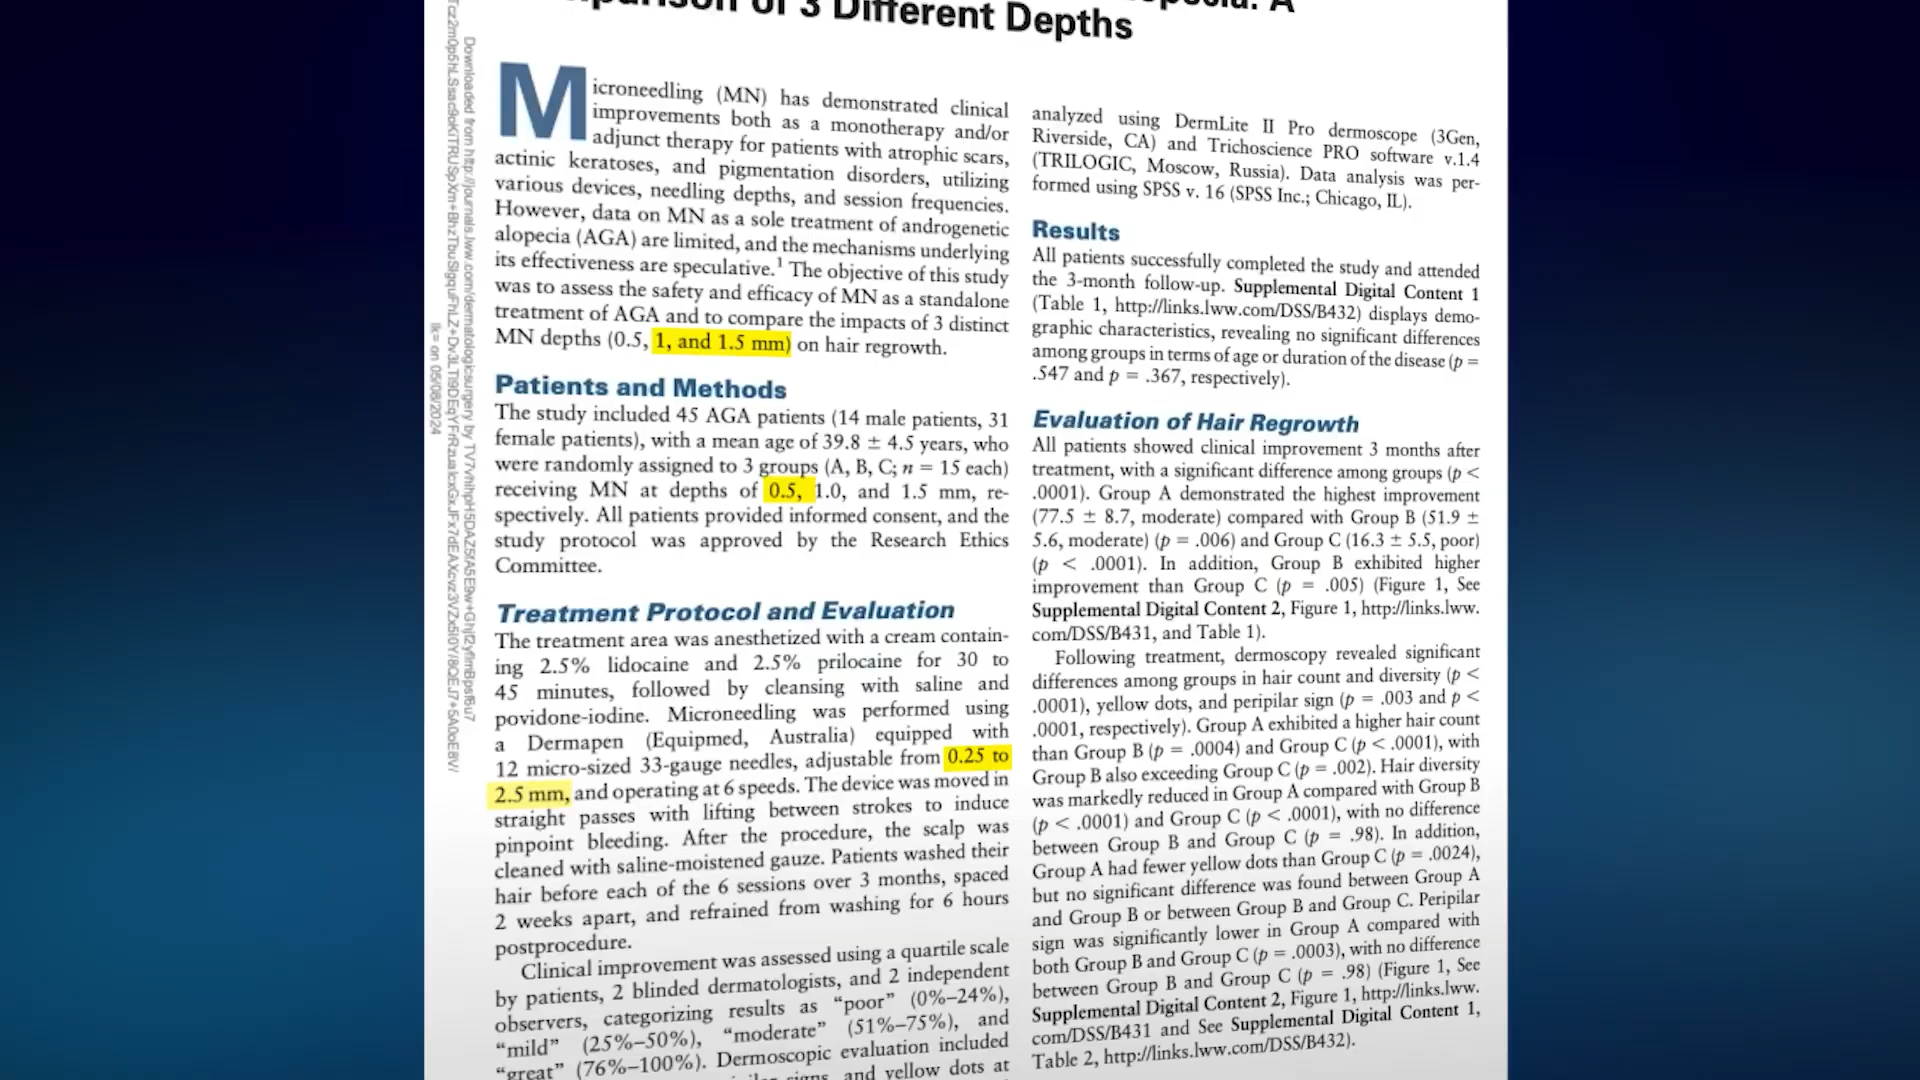 of 3 Different Depths
Microneedling (MN) has demonstrated clinical
improvements both as a monotherapy and/or
adjunct therapy for patients with atrophic scars,
actinic keratoses, and pigmentation disorders, utilizing
various devices, needling depths, and session frequencies.
However, data on MN as a sole treatment of androgenetic
alopecia (AGA) are limited, and the mechanisms underlying
its effectiveness are speculative.1 The objective of this study
was to assess the safety and efficacy of MN as a standalone
treatment of AGA and to compare the impacts of 3 distinct
MN depths (0.5, 1, and 1.5 mm) on hair regrowth.
Patients and Methods
The study included 45 AGA patients (14 male patients, 31
female patients), with a mean age of 39.8 ± 4.5 years, who
were randomly assigned to 3 groups (A, B, C; n = 15 each)
receiving MN at depths of 0.5, 1.0, and 1.5 mm, re-
spectively. All patients provided informed consent, and the
study protocol was approved by the Research Ethics
Committee.
Treatment Protocol and Evaluation
The treatment area was anesthetized with a cream contain-
ing 2.5% lidocaine and 2.5% prilocaine for 30 to
45 minutes, followed by cleansing with saline and
povidone-iodine. Microneedling was performed using
a Dermapen (Equipmed, Australia) equipped with
12 micro-sized 33-gauge needles, adjustable from 0.25 to
2.5 mm, and operating at 6 speeds. The device was moved in
straight passes with lifting between strokes to induce
pinpoint bleeding. After the procedure, the scalp was
cleaned with saline-moistened gauze. Patients washed their
hair before each of the 6 sessions over 3 months, spaced
2 weeks apart, and refrained from washing for 6 hours
postprocedure.
Clinical improvement was assessed using a quartile scale
by patients, 2 blinded dermatologists, and 2 independent
observers, categorizing results as "poor" (0%–24%),
"mild" (25%–50%), "moderate" (51%–75%), and
"great" (76%–100%). Dermoscopic evaluation included
signs, and yellow dots at
analyzed using DermLite II Pro dermoscope (3Gen,
Riverside, CA) and Trichoscience PRO software v.1.4
(TRILOGIC, Moscow, Russia). Data analysis was per-
formed using SPSS v. 16 (SPSS Inc.; Chicago, IL).
Results
All patients successfully completed the study and attended
the 3-month follow-up. Supplemental Digital Content 1
(Table 1, http://links.lww.com/DSS/B432) displays demo-
graphic characteristics, revealing no significant differences
among groups in terms of age or duration of the disease (p =
.547 and p = .367, respectively).
Evaluation of Hair Regrowth
All patients showed clinical improvement 3 months after
treatment, with a significant difference among groups (p <
.0001). Group A demonstrated the highest improvement
(77.5 ± 8.7, moderate) compared with Group B (51.9 ±
5.6, moderate) (p = .006) and Group C (16.3 ± 5.5, poor)
(p < .0001). In addition, Group B exhibited higher
improvement than Group C (p = .005) (Figure 1, See
Supplemental Digital Content 2, Figure 1, http://links.lww.
com/DSS/B431, and Table 1).
Following treatment, dermoscopy revealed significant
differences among groups in hair count and diversity (p <
.0001), yellow dots, and peripilar sign (p = .003 and p <
.0001, respectively). Group A exhibited a higher hair count
than Group B (p = .0004) and Group C (p < .0001), with
Group B also exceeding Group C (p = .002). Hair diversity
was markedly reduced in Group A compared with Group B
(p < .0001) and Group C (p < .0001), with no difference
between Group B and Group C (p = .98). In addition,
Group A had fewer yellow dots than Group C (p = .0024),
but no significant difference was found between Group A
and Group B or between Group B and Group C. Peripilar
sign was significantly lower in Group A compared with
both Group B and Group C (p = .0003), with no difference
between Group B and Group C (p = .98) (Figure 1, See
Supplemental Digital Content 2, Figure 1, http://links.lww.
com/DSS/B431 and See Supplemental Digital Content 1,
Table 2, http://links.lww.com/DSS/B432).
Downloaded from http://journals.lww.com/dermatologicsurgery by
on 05/08/2024